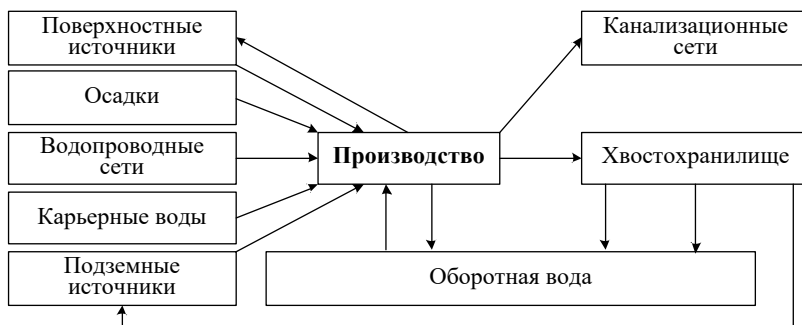 Поверхностные
источники
Канализационные
сети
Осадки
Водопроводные
сети
Производство
Хвостохранилище
Карьерные воды
Подземные
источники
Оборотная вода